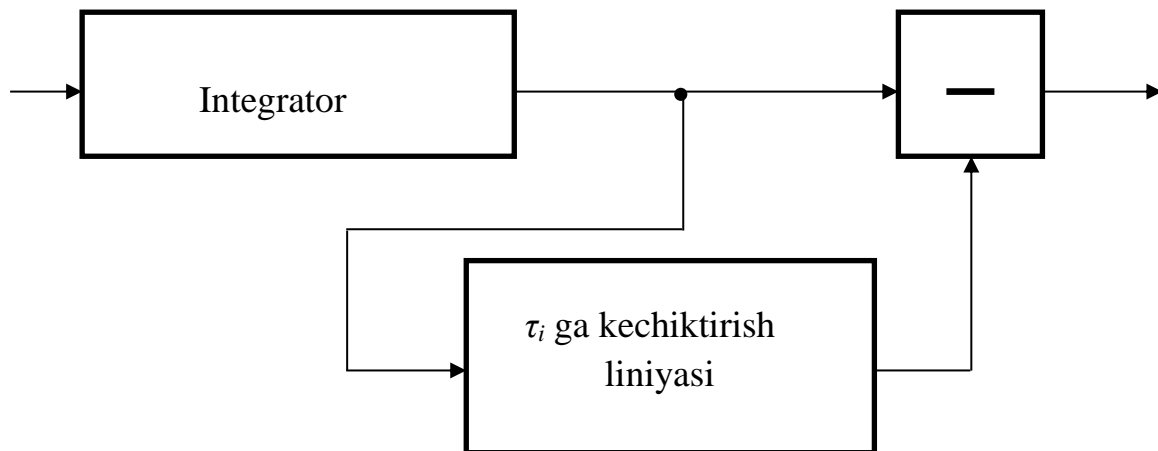 Integrator
—
τᵢ ga kechiktirish
liniyasi